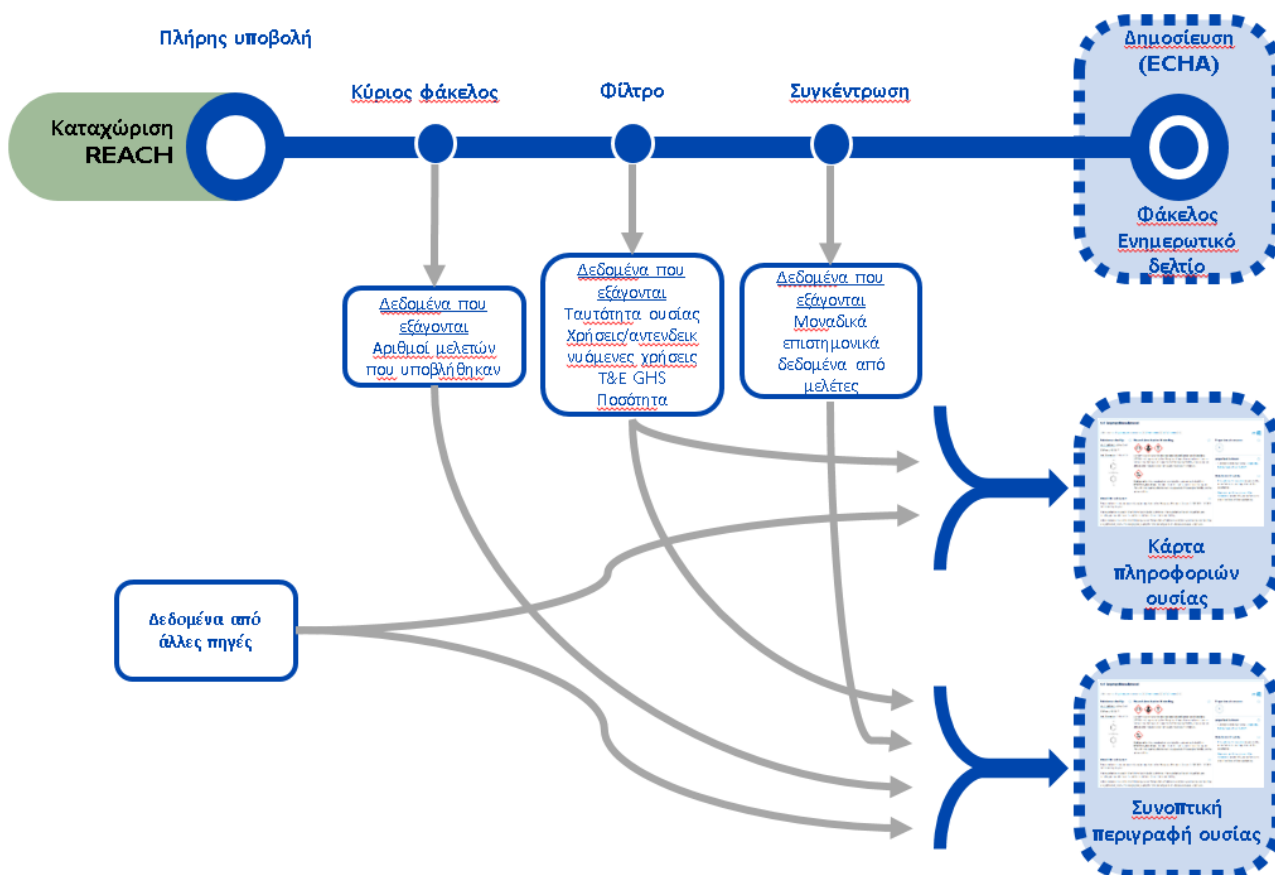 Πλήρης υποβολή
Δημοσίευση
(ECHA)
Κύριος φάκελος
Φίλτρο
Συγκέντρωση
Καταχώριση
REACH
Φάκελος
Ενημερωτικό
δελτίο
Δεδομένα που
εξάγονται
Αριθμοί μελετών
που υποβλήθηκαν
Δεδομένα που
εξάγονται
Ταυτότητα ουσίας
Χρήσεις/αντενδεικ
νυόμενες χρήσεις
T&E GHS
Ποσότητα
Δεδομένα που
εξάγονται
Μοναδικά
επιστημονικά
δεδομένα από
μελέτες
Κάρτα
πληροφοριών
ουσίας
Δεδομένα από
άλλες πηγές
Συνοπτική
περιγραφή ουσίας